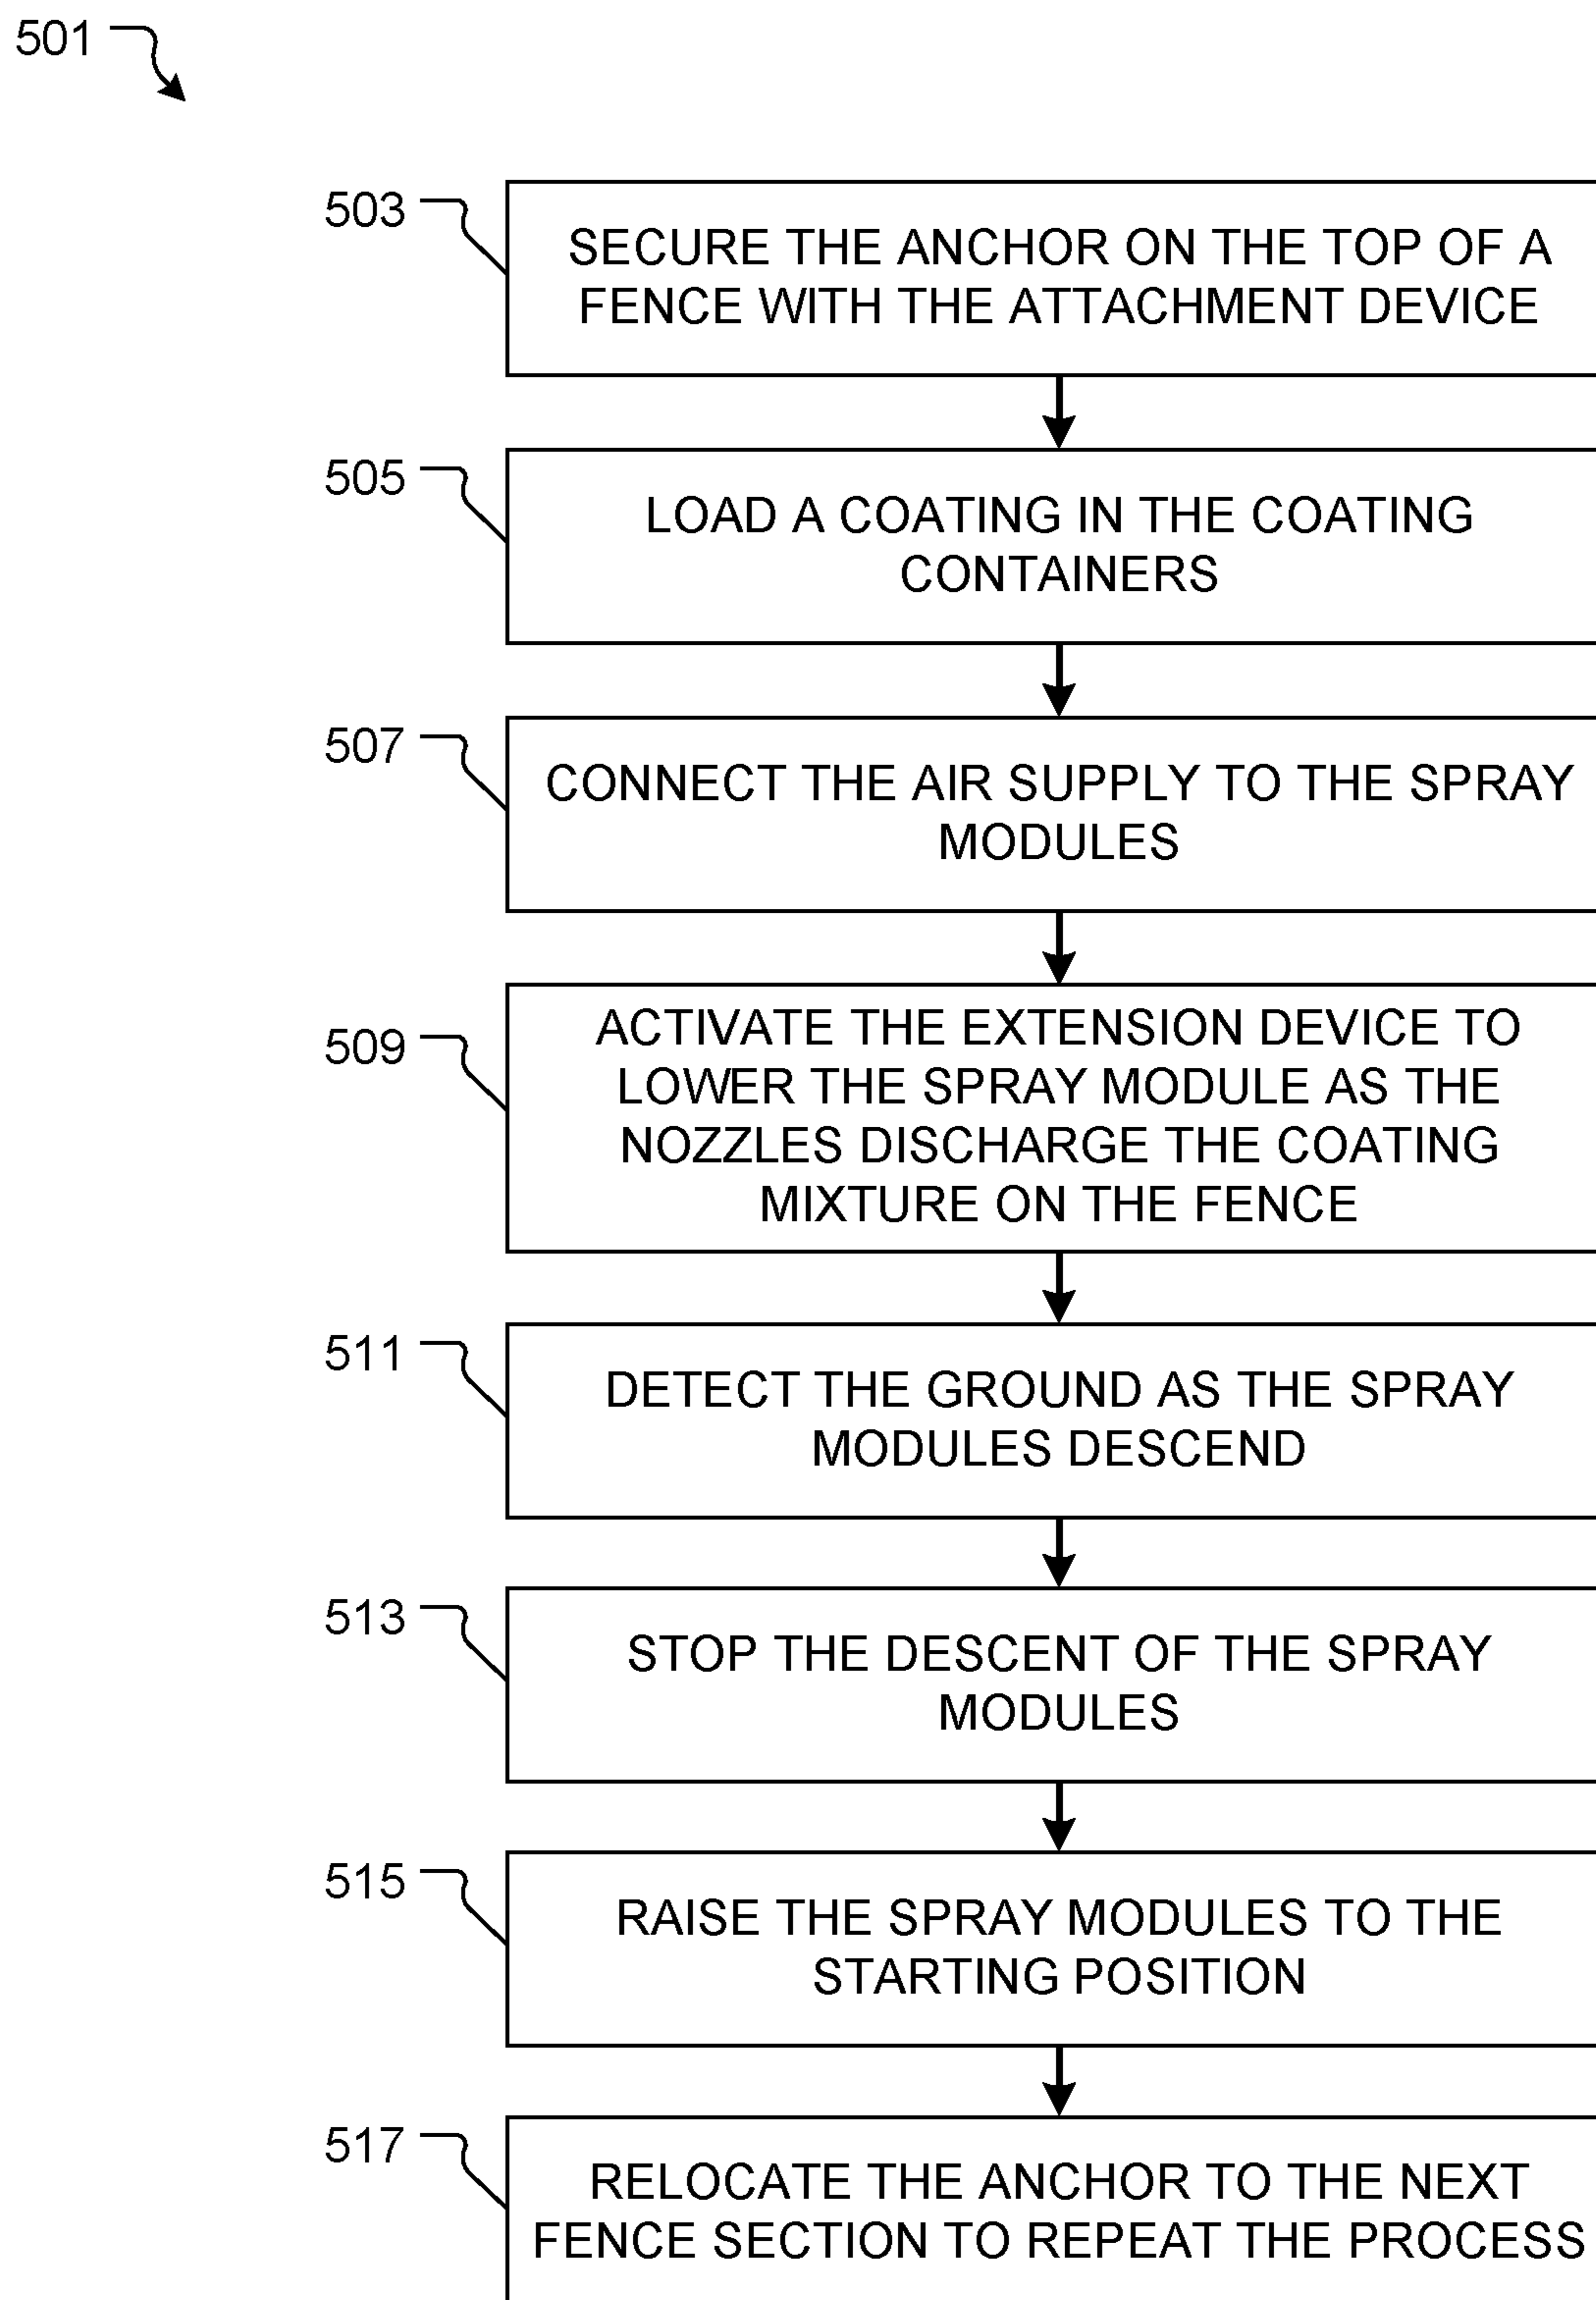 501
503
SECURE THE ANCHOR ON THE TOP OF A
FENCE WITH THE ATTACHMENT DEVICE
505
LOAD A COATING IN THE COATING
CONTAINERS
507
CONNECT THE AIR SUPPLY TO THE SPRAY
MODULES
509
ACTIVATE THE EXTENSION DEVICE TO
LOWER THE SPRAY MODULE AS THE
NOZZLES DISCHARGE THE COATING
MIXTURE ON THE FENCE
511
DETECT THE GROUND AS THE SPRAY
MODULES DESCEND
513
STOP THE DESCENT OF THE SPRAY
MODULES
515
RAISE THE SPRAY MODULES TO THE
STARTING POSITION
517
RELOCATE THE ANCHOR TO THE NEXT
FENCE SECTION TO REPEAT THE PROCESS